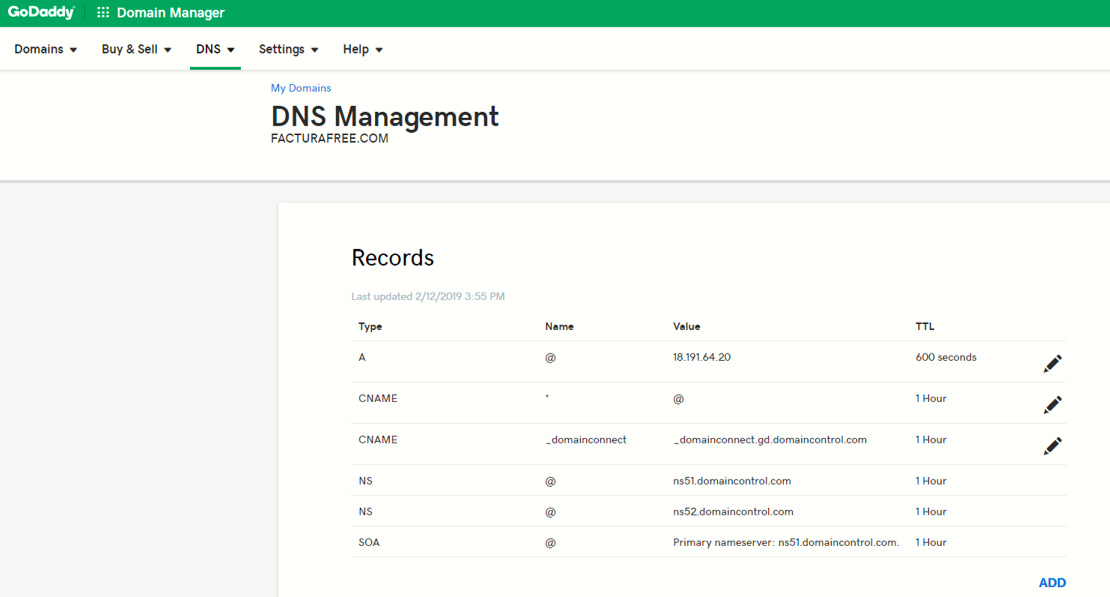 GoDaddy Domain Manager
Domains Buy & Sell DNS Settings Help
My Domains
DNS Management
FACTURAFREE.COM
Records
Last updated 2/12/2019 3:55 PM
Type Name Value TTL
A @ 18.191.64.20 600 seconds
CNAME * @ 1 Hour
CNAME _domainconnect _domainconnect.gd.domaincontrol.com 1 Hour
NS @ ns51.domaincontrol.com 1 Hour
NS @ ns52.domaincontrol.com 1 Hour
SOA @ Primary nameserver: ns51.domaincontrol.com. 1 Hour
ADD